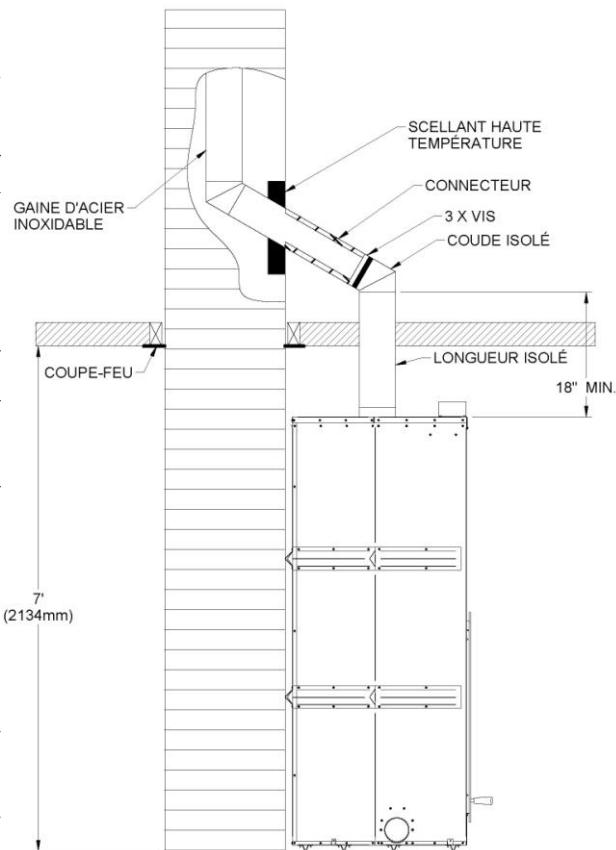 SCELLANT HAUTE
TEMPÉRATURE
CONNECTEUR
3 X VIS
COUDE ISOLÉ
GAINE D'ACIER
INOXIDABLE
COUPE-FEU
LONGUEUR ISOLÉ
18" MIN.
7'
(2134mm)